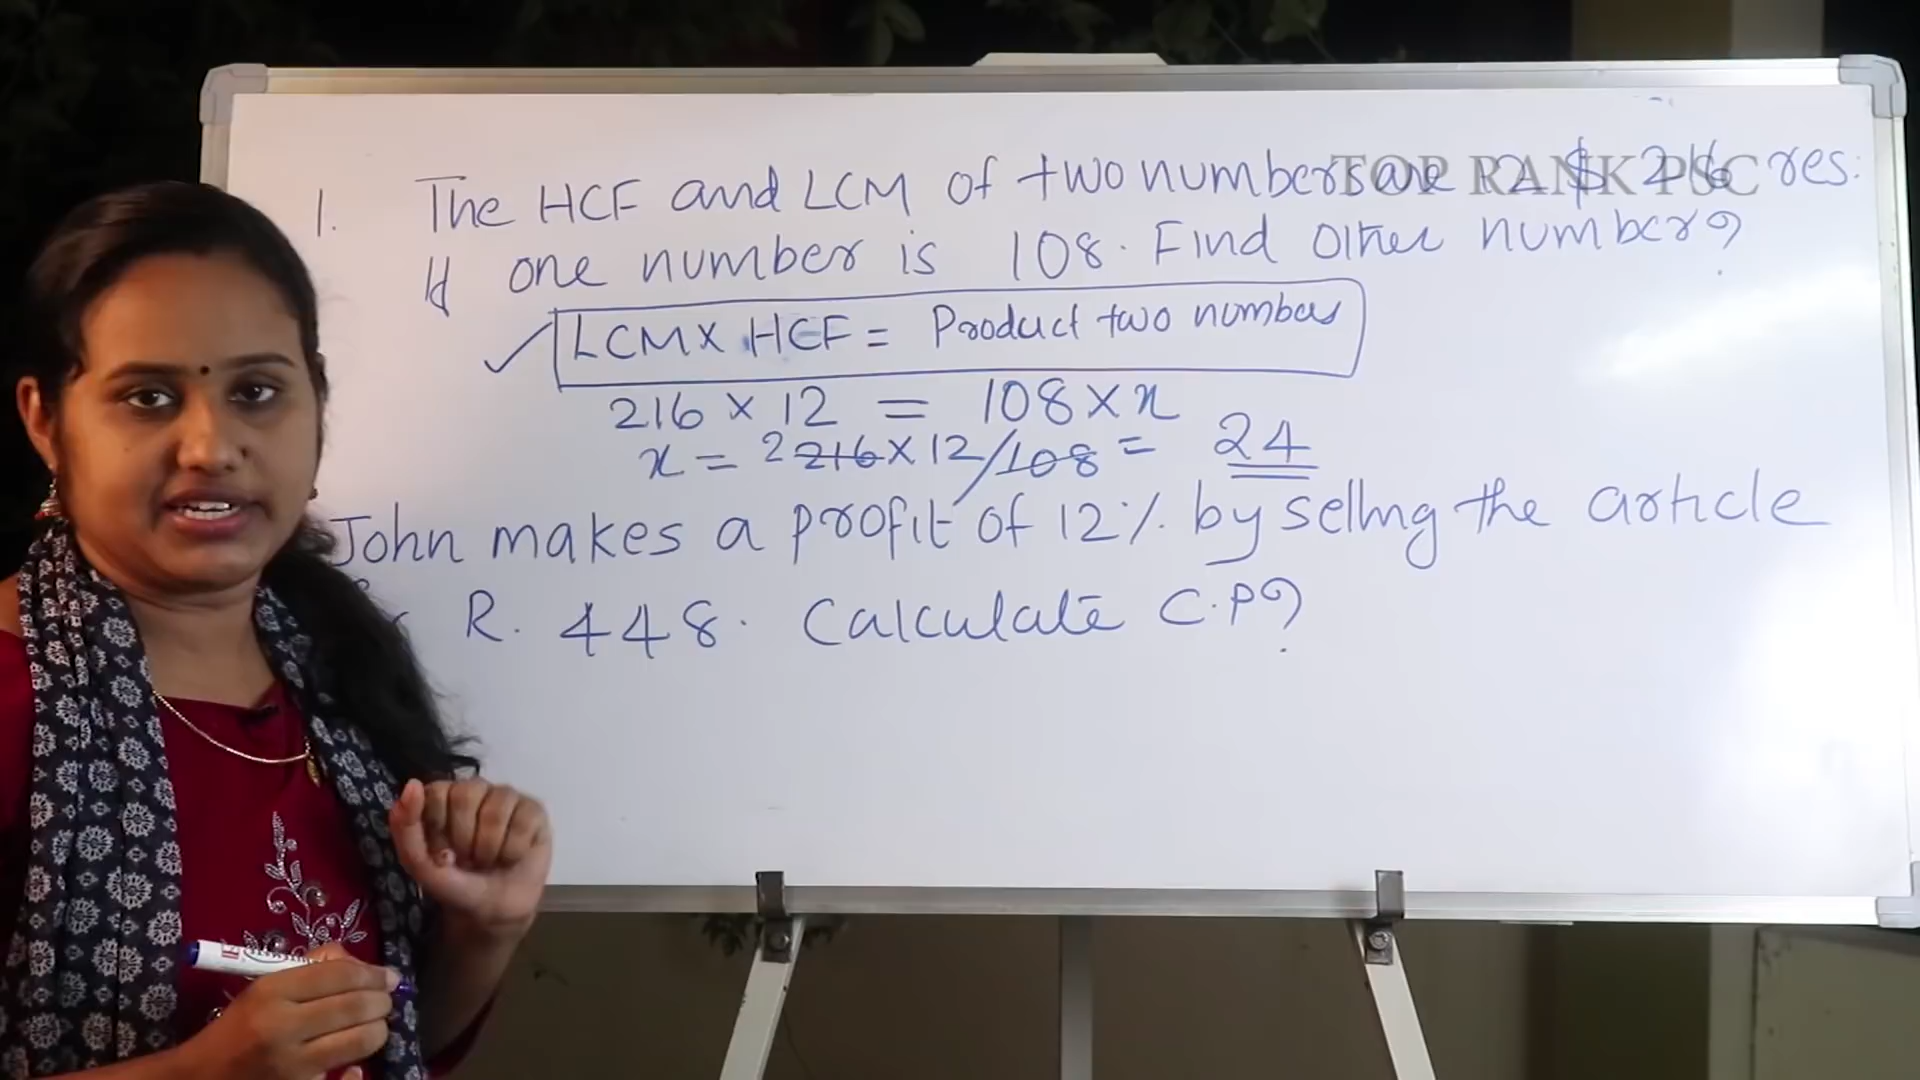 TOP RANK PSC
1. The HCF and LCM of two numbers are 12 & 216 res:
If one number is 108. Find other number?
LCM X HCF = Product two numbers
216 × 12 = 108 × x
x = 2 216 × 12 / 108 = 24
John makes a profit of 12% by selling the article
R. 448. Calculate C.P?